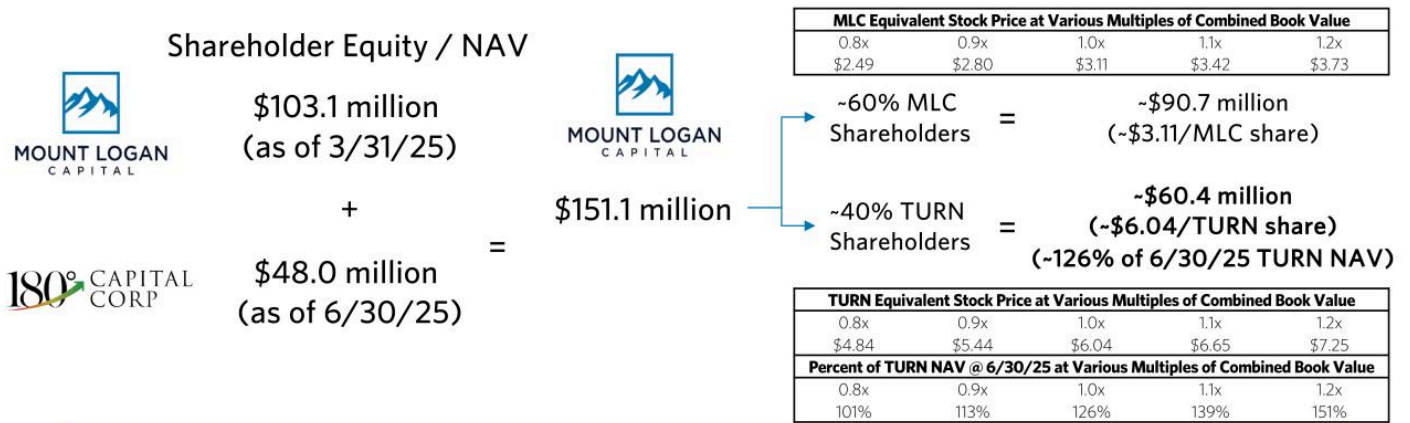 Shareholder Equity / NAV
MOUNT LOGAN
CAPITAL
$103.1 million
(as of 3/31/25)
+
180° CAPITAL
CORP
$48.0 million
(as of 6/30/25)
=
MOUNT LOGAN
CAPITAL
$151.1 million
MLC Equivalent Stock Price at Various Multiples of Combined Book Value
0.8x 0.9x 1.0x 1.1x 1.2x
$2.49 $2.80 $3.11 $3.42 $3.73
~60% MLC
Shareholders
=
~$90.7 million
(~$3.11/MLC share)
~40% TURN
Shareholders
=
~$60.4 million
(~$6.04/TURN share)
(~126% of 6/30/25 TURN NAV)
TURN Equivalent Stock Price at Various Multiples of Combined Book Value
0.8x 0.9x 1.0x 1.1x 1.2x
$4.84 $5.44 $6.04 $6.65 $7.25
Percent of TURN NAV @ 6/30/25 at Various Multiples of Combined Book Value
0.8x 0.9x 1.0x 1.1x 1.2x
101% 113% 126% 139% 151%